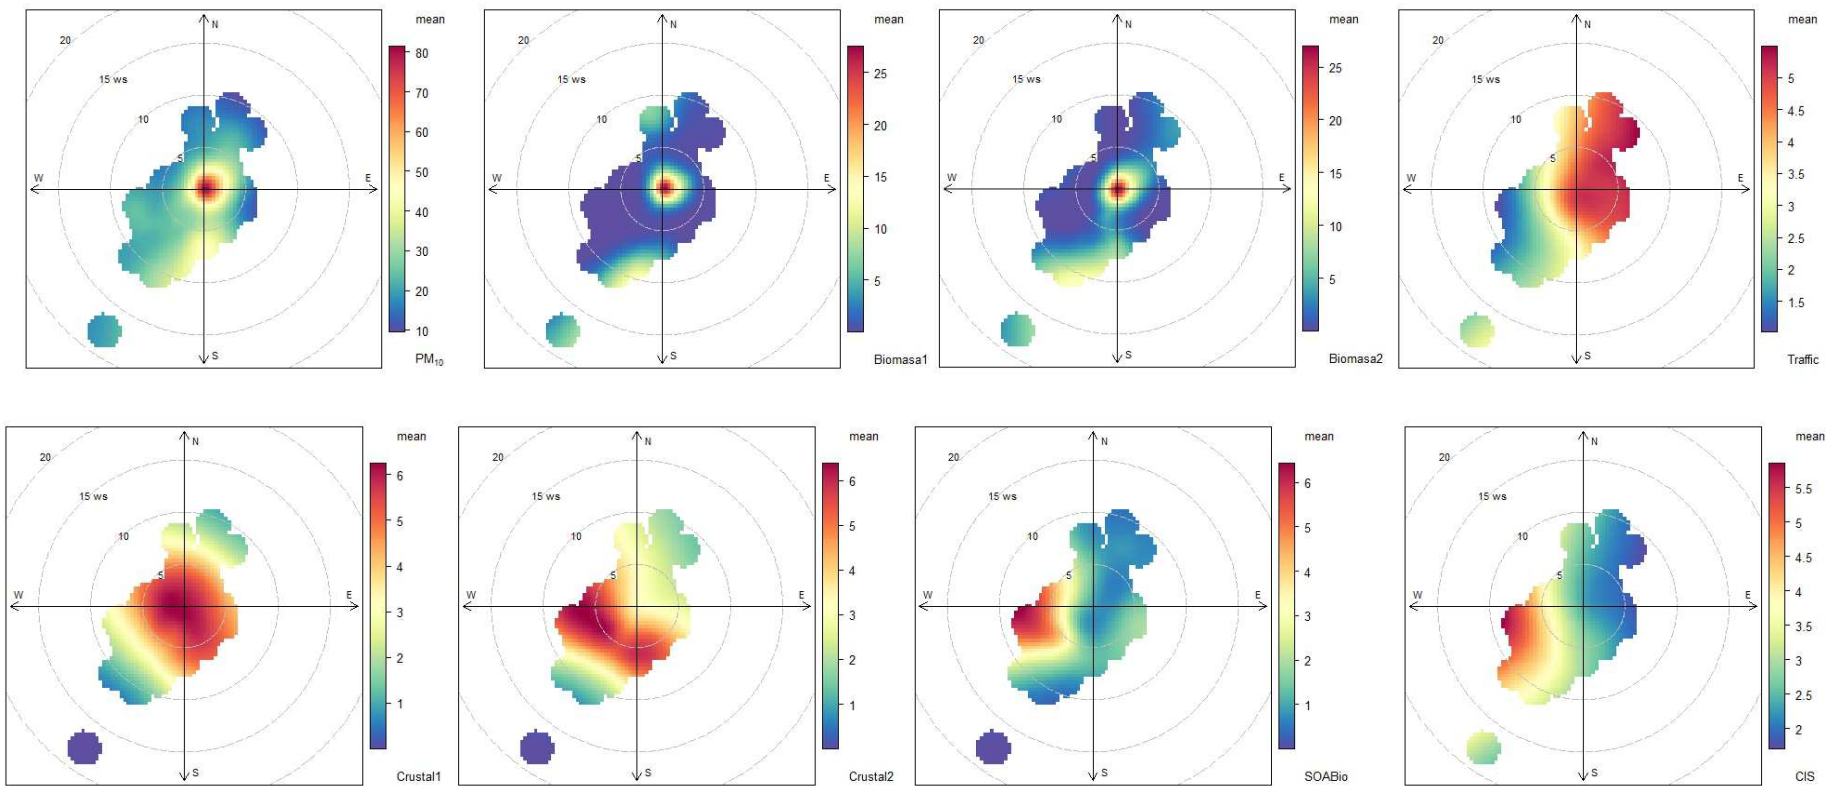 mean mean mean mean
N N N N
20 20 20 20
80 25 25 5
15 ws 15 ws 15 ws 15 ws
70 20 20 4.5
10 10 10 10
60 15 15 4
5 5 5 5
50 10 10 3.5
W E W E W E W E
40 5 5 3
30 2.5
20 2
10 1.5
S S S S
PM₁₀ Biomasa1 Biomasa2 Traffic
mean mean mean mean
N N N N
20 20 20 20
6 6 6 5.5
15 ws 15 ws 15 ws 15 ws
5 5 5 5
10 10 10 10
4 4 4 4.5
5 5 5 5
4
W E W E W E W E
3 3 3 3.5
2 2 2 3
1 1 1 2.5
2
S S S S
Crustal1 Crustal2 SOABio CIS